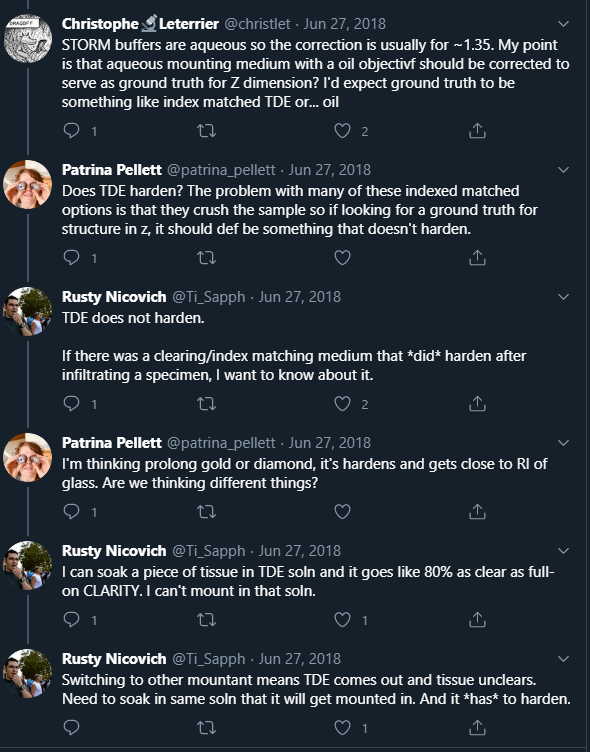 Christophe🔬Leterrier @christlet · Jun 27, 2018
STORM buffers are aqueous so the correction is usually for ~1.35. My point
is that aqueous mounting medium with a oil objectivf should be corrected to
serve as ground truth for Z dimension? I'd expect ground truth to be
something like index matched TDE or... oil
1 2
Patrina Pellett @patrina_pellett · Jun 27, 2018
Does TDE harden? The problem with many of these indexed matched
options is that they crush the sample so if looking for a ground truth for
structure in z, it should def be something that doesn't harden.
1
Rusty Nicovich @Ti_Sapph · Jun 27, 2018
TDE does not harden.
If there was a clearing/index matching medium that *did* harden after
infiltrating a specimen, I want to know about it.
1 2
Patrina Pellett @patrina_pellett · Jun 27, 2018
I'm thinking prolong gold or diamond, it's hardens and gets close to RI of
glass. Are we thinking different things?
1
Rusty Nicovich @Ti_Sapph · Jun 27, 2018
I can soak a piece of tissue in TDE soln and it goes like 80% as clear as full-
on CLARITY. I can't mount in that soln.
1 1
Rusty Nicovich @Ti_Sapph · Jun 27, 2018
Switching to other mountant means TDE comes out and tissue unclears.
Need to soak in same soln that it will get mounted in. And it *has* to harden.
1